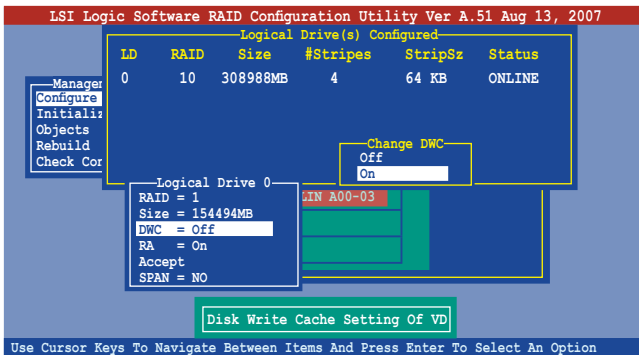 LSI Logic Software RAID Configuration Utility Ver A.51 Aug 13, 2007
Logical Drive(s) Configured
LD RAID Size #Stripes StripSz Status
0 10 308988MB 4 64 KB ONLINE
Manage
Configure
Initializ
Objects
Rebuild
Check Con
Change DWC
Off
On
Logical Drive 0
RAID = 1
Size = 154494MB
DWC = Off
RA = On
Accept
SPAN = NO
LIN A00-03
Disk Write Cache Setting Of VD
Use Cursor Keys To Navigate Between Items And Press Enter To Select An Option